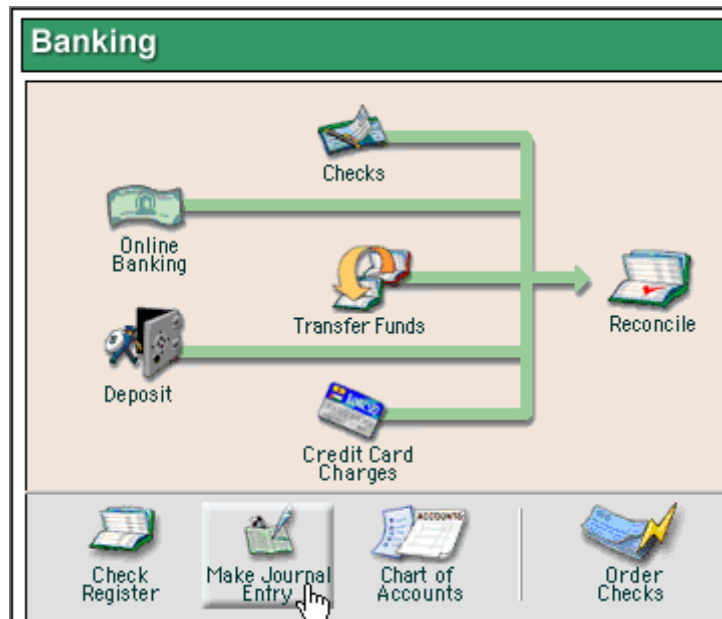 Banking
Checks
Online
Banking
Transfer Funds
Reconcile
Deposit
Credit Card
Charges
Check
Register
Make Journal
Entry
ACCOUNTS
Chart of
Accounts
Order
Checks